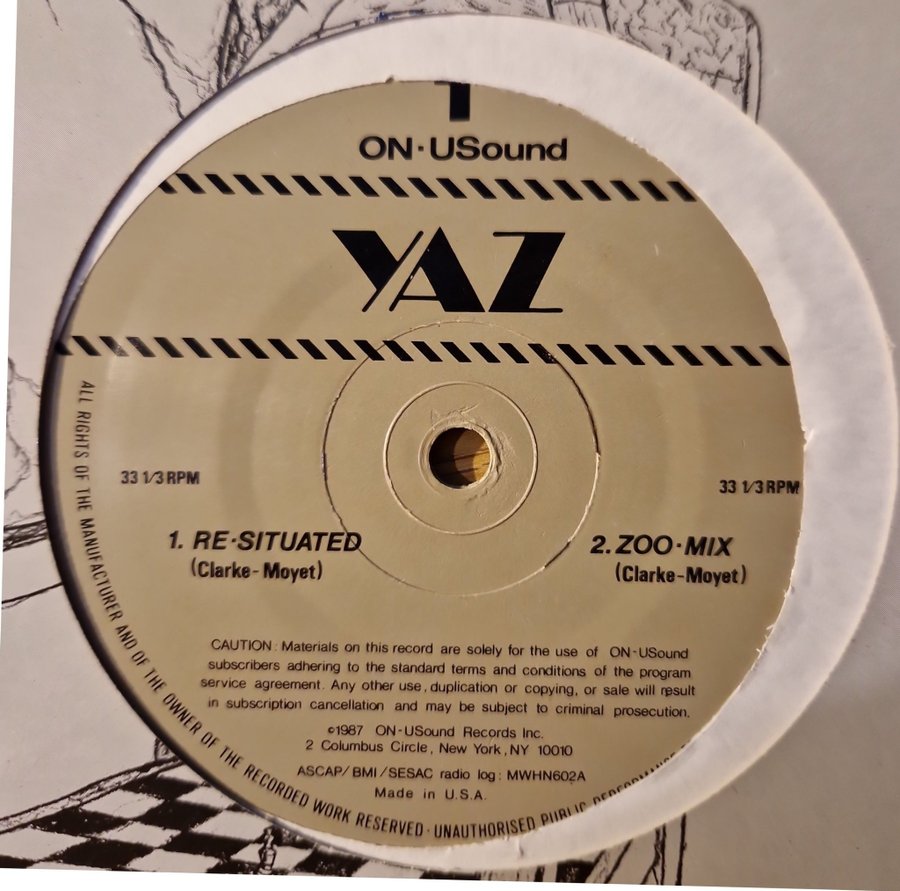 ON·USound
YAZ
33 1/3 RPM
33 1/3 RPM
1. RE·SITUATED
(Clarke-Moyet)
2. ZOO·MIX
(Clarke-Moyet)
CAUTION: Materials on this record are solely for the use of ON-USound
subscribers adhering to the standard terms and conditions of the program
service agreement. Any other use, duplication or copying, or sale will result
in subscription cancellation and may be subject to criminal prosecution.
©1987 ON-USound Records Inc.
2 Columbus Circle, New York, NY 10010
ASCAP/BMI/SESAC radio log: MWHN602A
Made in U.S.A.
ALL RIGHTS OF THE MANUFACTURER AND OF THE OWNER OF THE RECORDED WORK RESERVED · UNAUTHORISED PUBLIC PERFORMANCE